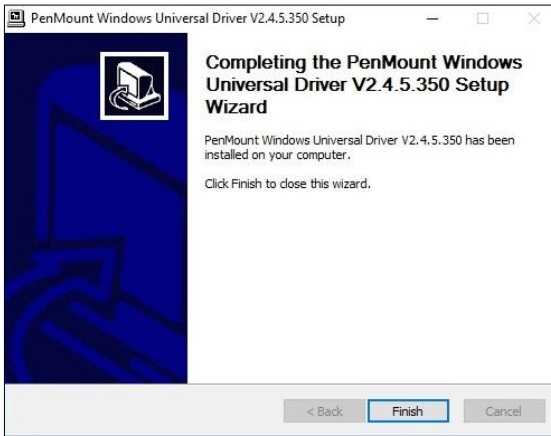 PenMount Windows Universal Driver V2.4.5.350 Setup
Completing the PenMount Windows
Universal Driver V2.4.5.350 Setup
Wizard
PenMount Windows Universal Driver V2.4.5.350 has been
installed on your computer.
Click Finish to close this wizard.
< Back
Finish
Cancel